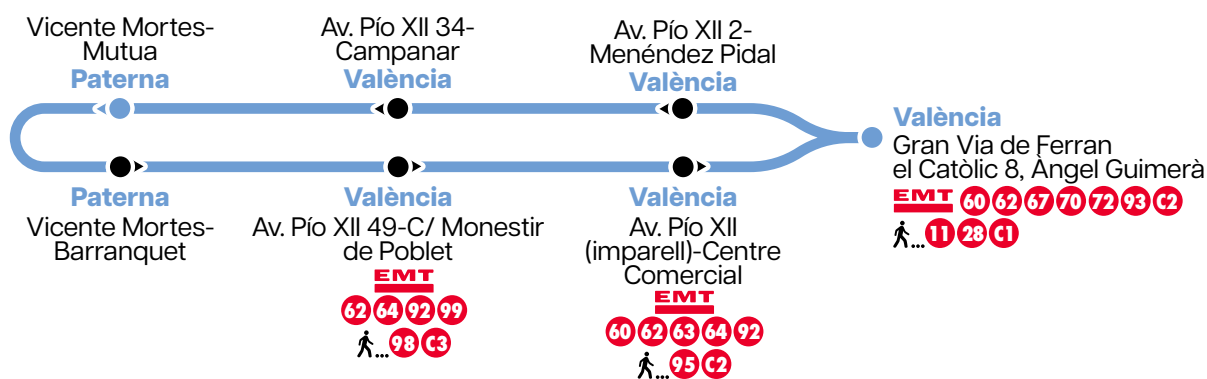 Vicente Mortes-
Mutua
Paterna
Av. Pío XII 34-
Campanar
València
Av. Pío XII 2-
Menéndez Pidal
València
València
Gran Via de Ferran
el Catòlic 8, Àngel Guimerà
EMT 60 62 67 70 72 93 C2
... 11 28 C1
Paterna
Vicente Mortes-
Barranquet
València
Av. Pío XII 49-C/ Monestir
de Poblet
EMT
62 64 92 99
... 98 C3
València
Av. Pío XII
(imparell)-Centre
Comercial
EMT
60 62 63 64 92
... 95 C2